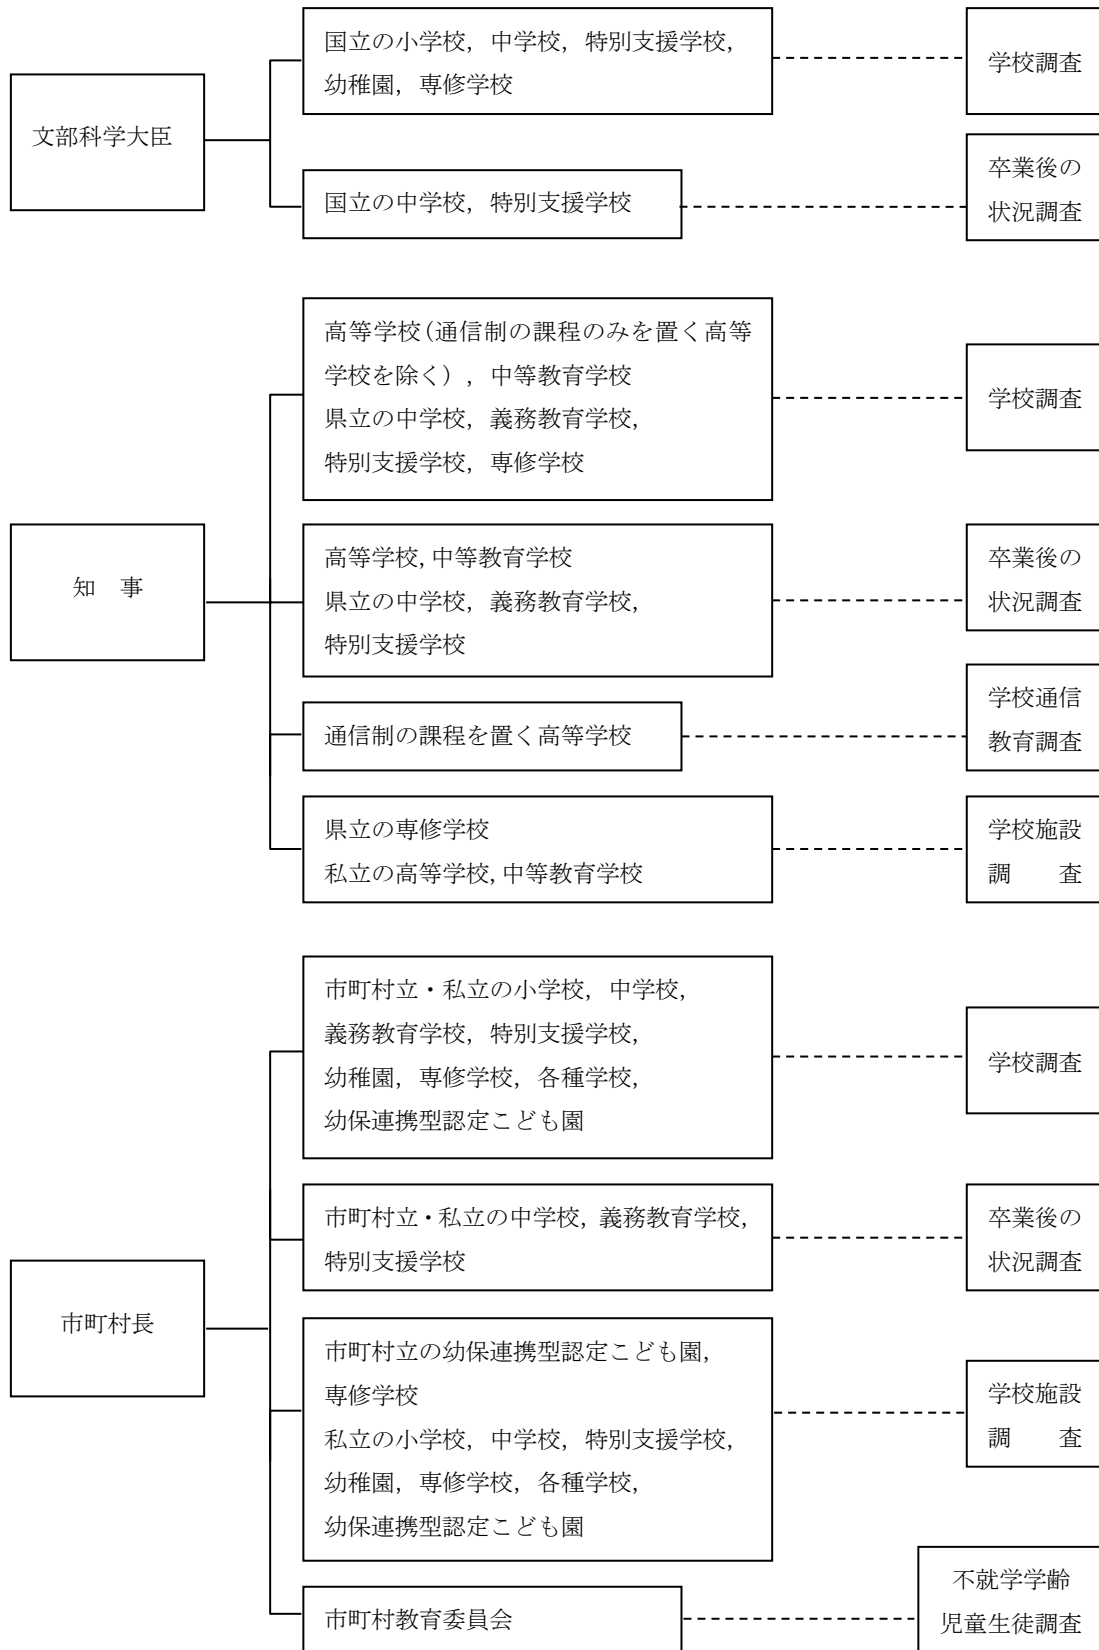 国立の小学校，中学校，特別支援学校，
幼稚園，専修学校
学校調査
文部科学大臣
国立の中学校，特別支援学校
卒業後の
状況調査
高等学校（通信制の課程のみを置く高等
学校を除く），中等教育学校
県立の中学校，義務教育学校，
特別支援学校，専修学校
学校調査
知　事
高等学校，中等教育学校
県立の中学校，義務教育学校，
特別支援学校
卒業後の
状況調査
通信制の課程を置く高等学校
学校通信
教育調査
県立の専修学校
私立の高等学校，中等教育学校
学校施設
調　　査
市町村立・私立の小学校，中学校，
義務教育学校，特別支援学校，
幼稚園，専修学校，各種学校，
幼保連携型認定こども園
学校調査
市町村立・私立の中学校，義務教育学校，
特別支援学校
卒業後の
状況調査
市町村長
市町村立の幼保連携型認定こども園，
専修学校
私立の小学校，中学校，特別支援学校，
幼稚園，専修学校，各種学校，
幼保連携型認定こども園
学校施設
調　　査
市町村教育委員会
不就学学齢
児童生徒調査